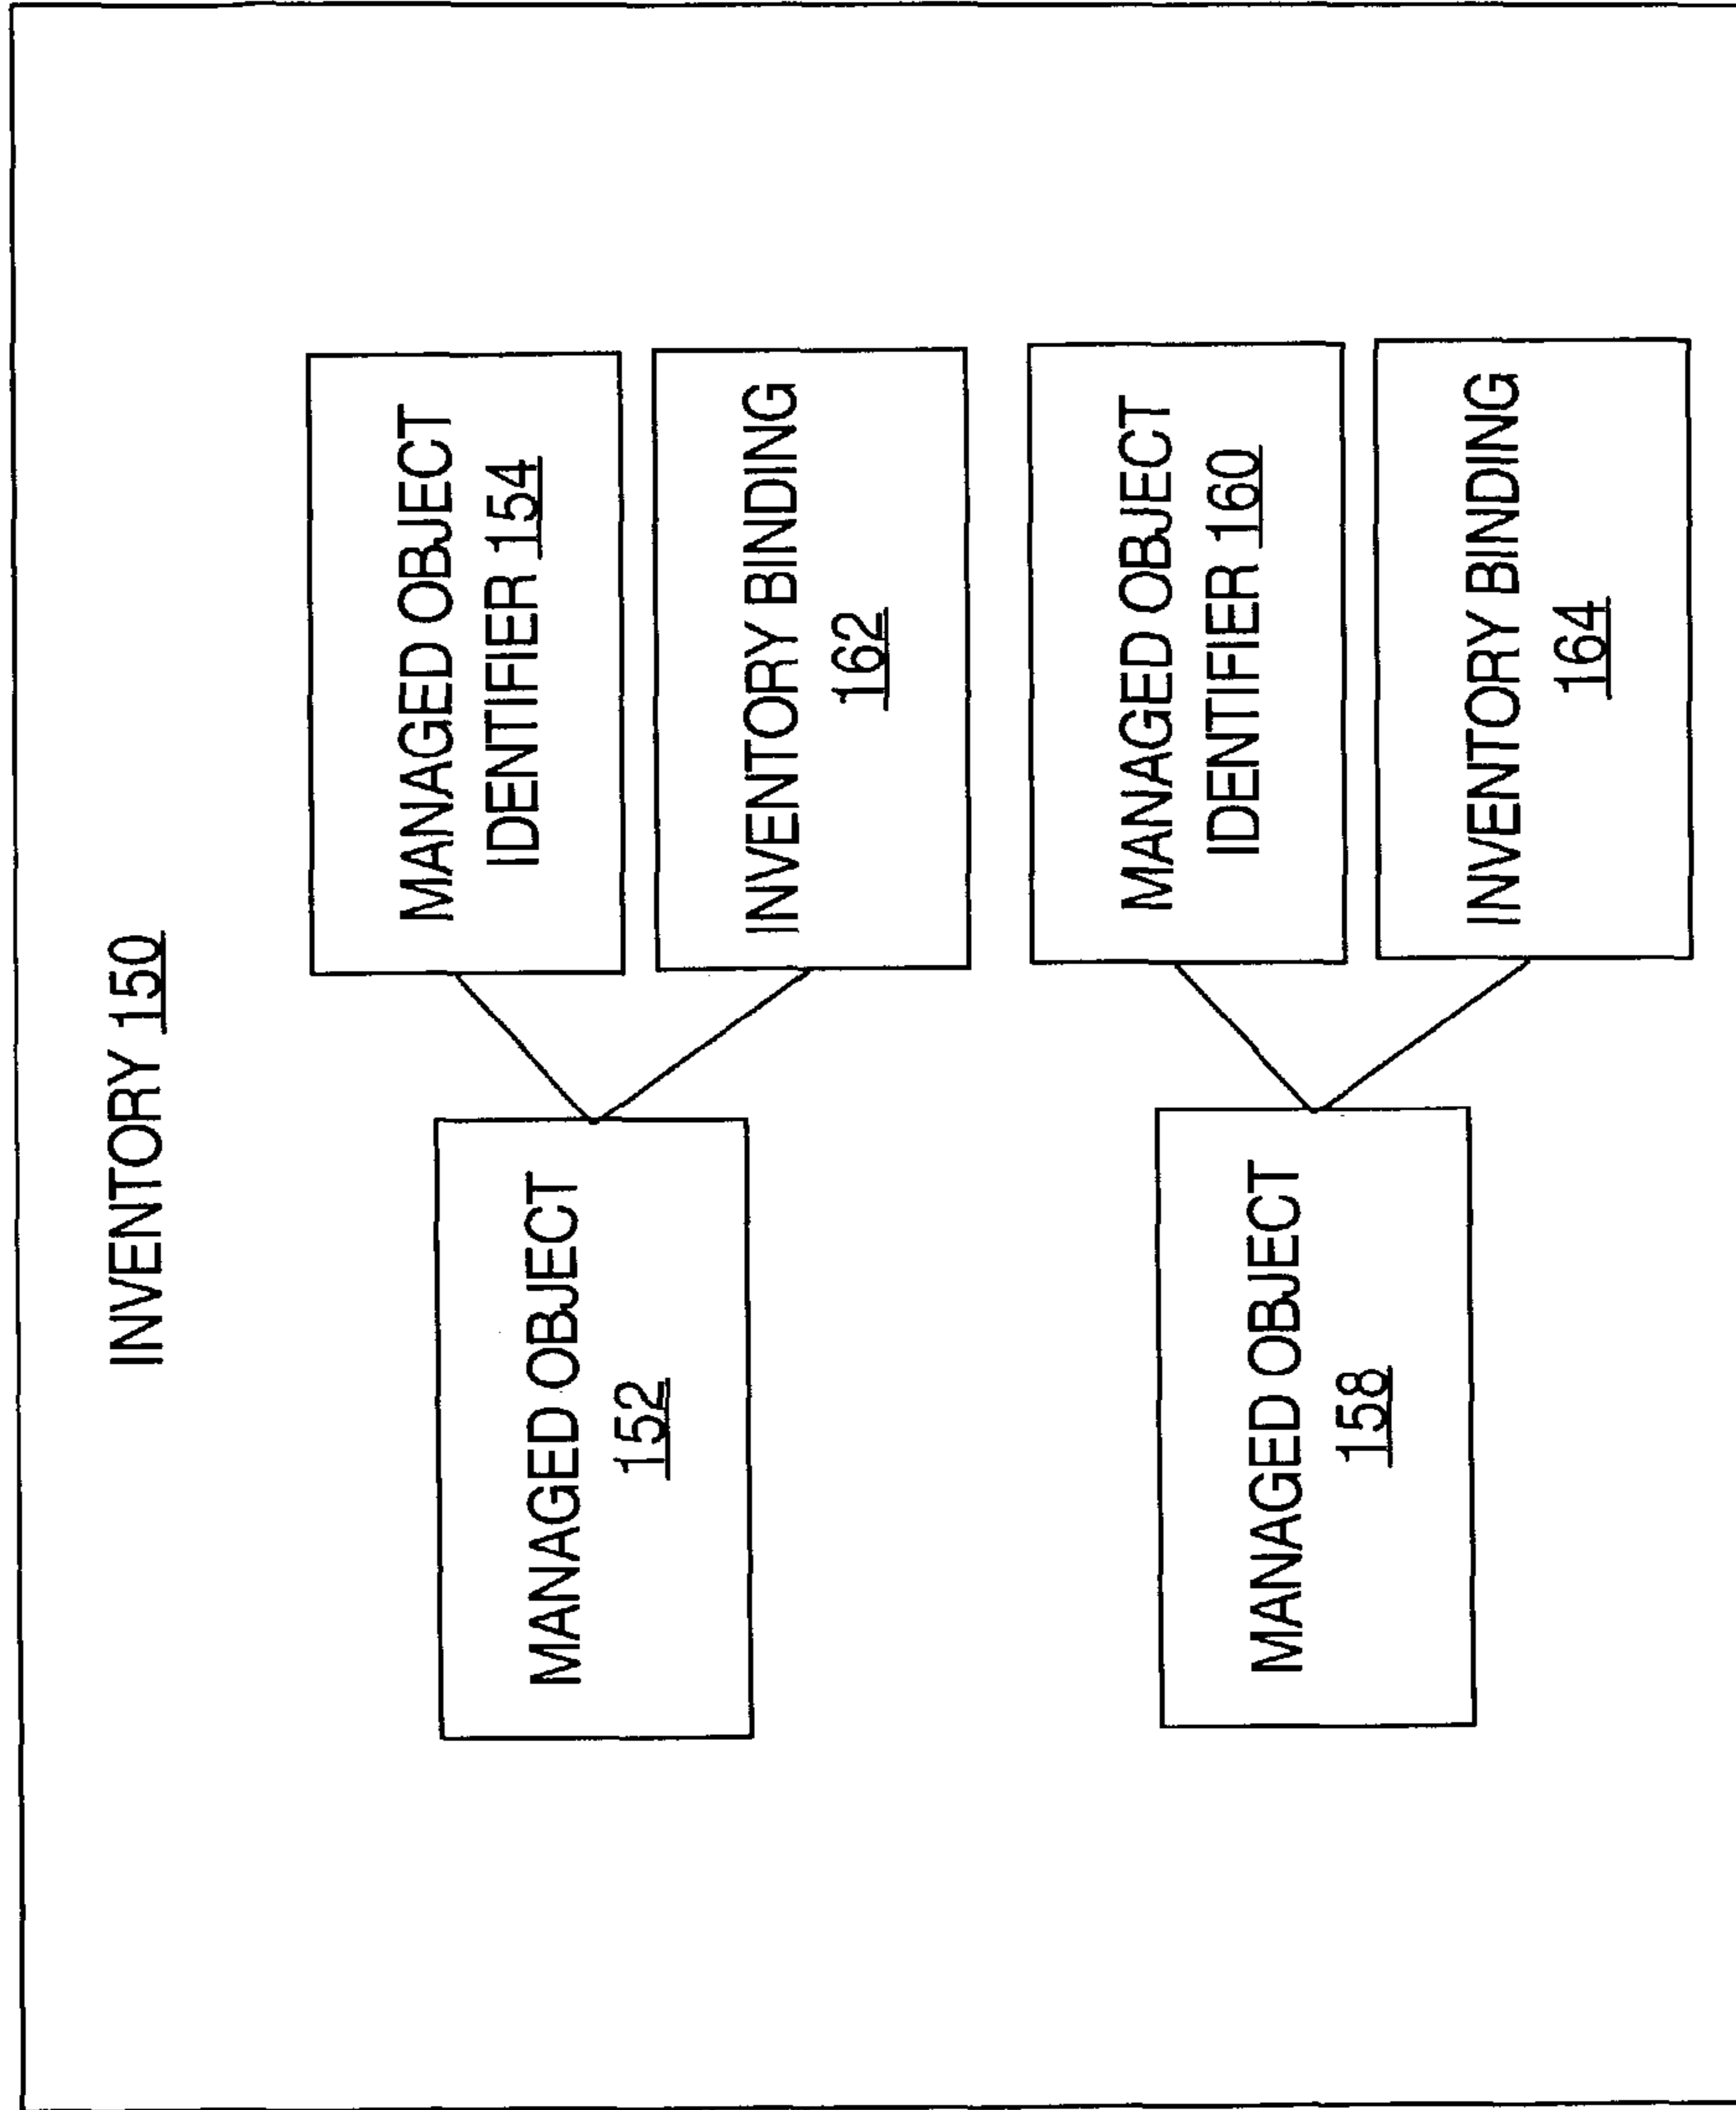 INVENTORY 150
MANAGED OBJECT
152
MANAGED OBJECT
IDENTIFIER 154
INVENTORY BINDING
162
MANAGED OBJECT
158
MANAGED OBJECT
IDENTIFIER 160
INVENTORY BINDING
164